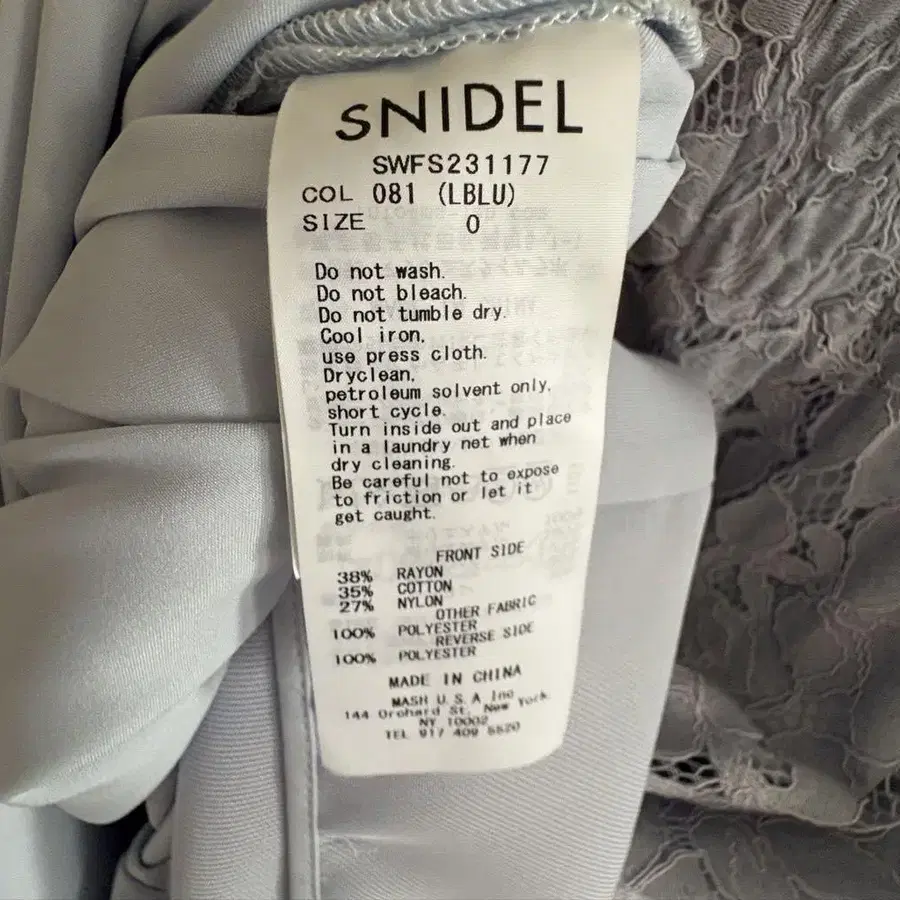 SNIDEL
SWFS231177
COL 081 (LBLU)
SIZE 0
Do not wash.
Do not bleach.
Do not tumble dry.
Cool iron,
use press cloth.
Dryclean,
petroleum solvent only,
short cycle.
Turn inside out and place
in a laundry net when
dry cleaning.
Be careful not to expose
to friction or let it
get caught.
FRONT SIDE
38% RAYON
35% COTTON
27% NYLON
OTHER FABRIC
100% POLYESTER
REVERSE SIDE
100% POLYESTER
MADE IN CHINA
MASH U.S.A Inc
144 Orchard St, New York
NY 10002
TEL 917 409 5520